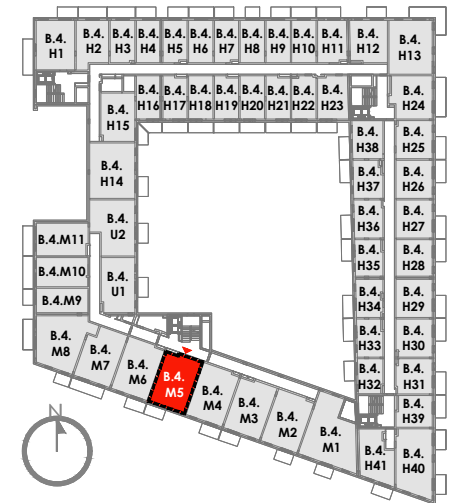 B.4.
H1
B.4.
H2
B.4.
H3
B.4.
H4
B.4.
H5
B.4.
H6
B.4.
H7
B.4.
H8
B.4.
H9
B.4.
H10
B.4.
H11
B.4.
H12
B.4.
H13
B.4.
H15
B.4.
H16
B.4.
H17
B.4.
H18
B.4.
H19
B.4.
H20
B.4.
H21
B.4.
H22
B.4.
H23
B.4.
H24
B.4.
H38
B.4.
H25
B.4.
H14
B.4.
H37
B.4.
H26
B.4.
U2
B.4.
H36
B.4.
H27
B.4.M11
B.4.
H35
B.4.
H28
B.4.M10
B.4.
U1
B.4.
H34
B.4.
H29
B.4.M9
B.4.
H33
B.4.
H30
B.4.
M8
B.4.
M7
B.4.
M6
B.4.
M5
B.4.
M4
B.4.
M3
B.4.
M2
B.4.
M1
B.4.
H32
B.4.
H31
B.4.
H39
B.4.
H41
B.4.
H40
N